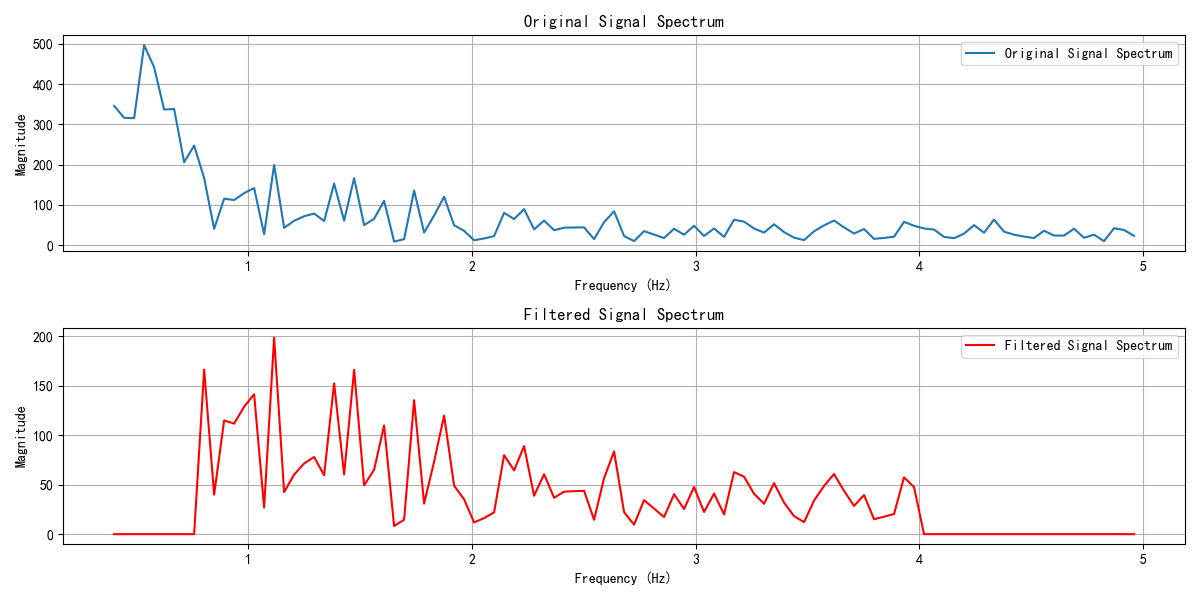 Original Signal Spectrum
500
400
300
200
100
0
Magnitude
Original Signal Spectrum
1 2 3 4 5
Frequency (Hz)
Filtered Signal Spectrum
200
150
100
50
0
Magnitude
Filtered Signal Spectrum
1 2 3 4 5
Frequency (Hz)